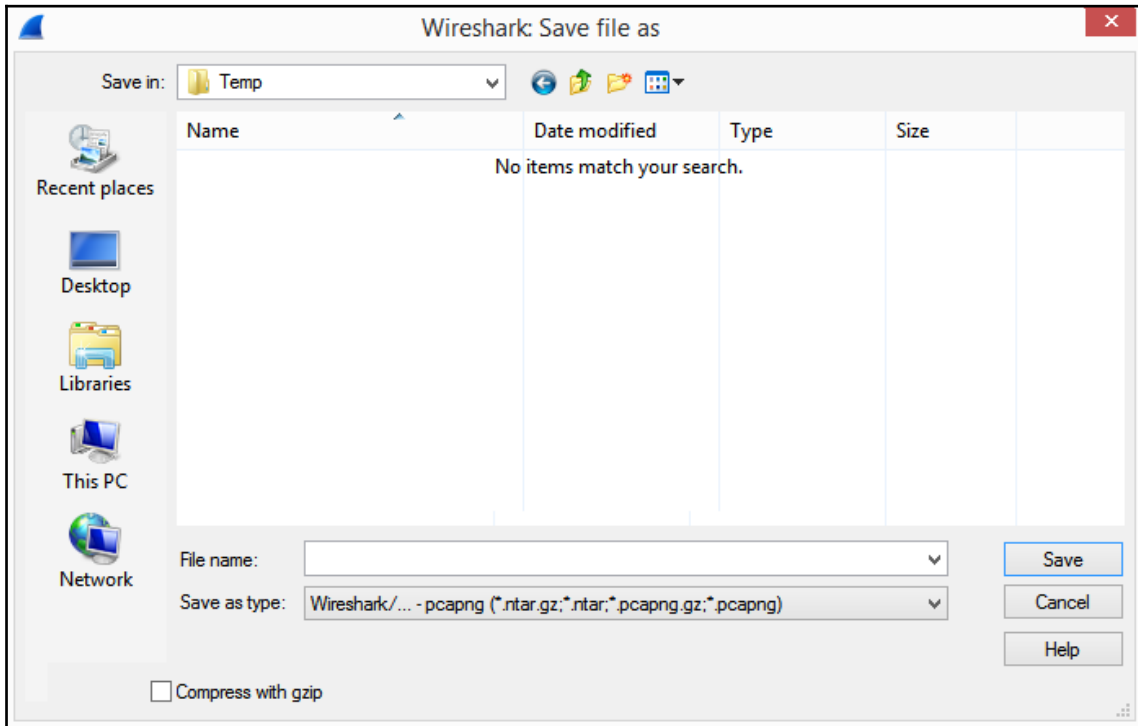 Wireshark: Save file as
Save in: Temp
Name Date modified Type Size
No items match your search.
Recent places
Desktop
Libraries
This PC
Network
File name: Save
Save as type: Wireshark/... - pcapng (*.ntar.gz;*.ntar;*.pcapng.gz;*.pcapng) Cancel
Help
Compress with gzip